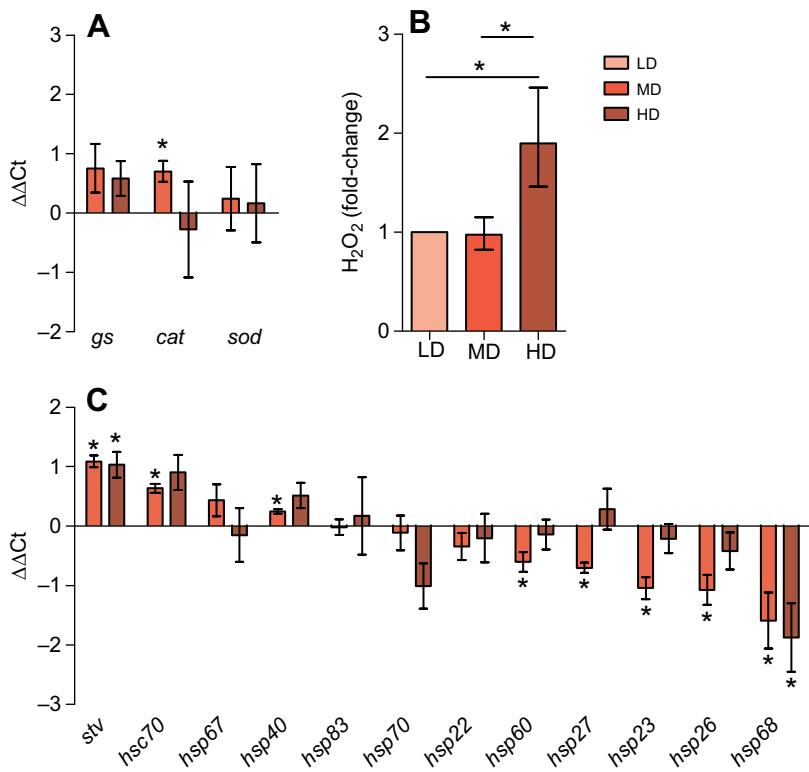 A
3
2
1
0
−1
−2
ΔΔCt
*
gs
cat
sod
B
3
2
1
0
H₂O₂ (fold-change)
*
*
LD
MD
HD
LD
MD
HD
C
2
1
0
−1
−2
−3
ΔΔCt
* * * *
* * * * * *
stv
hsc70
hsp67
hsp40
hsp83
hsp70
hsp22
hsp60
hsp27
hsp23
hsp26
hsp68